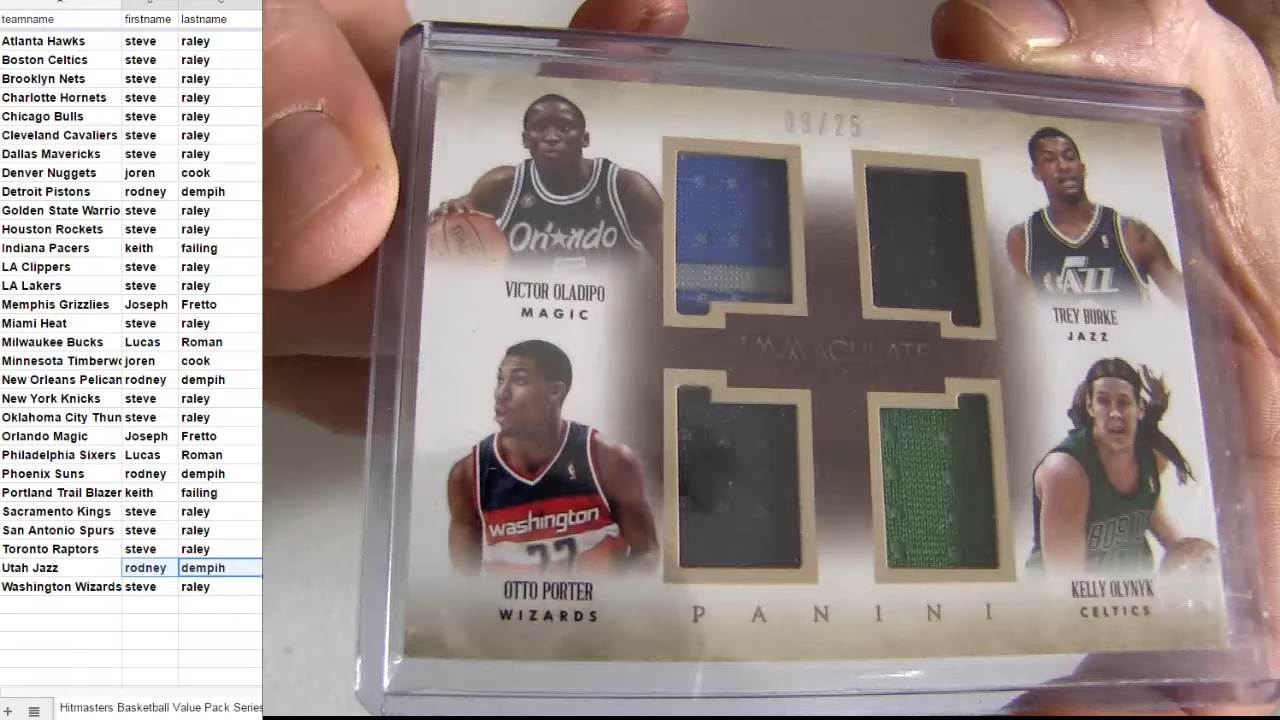 teamname firstname lastname
Atlanta Hawks steve raley
Boston Celtics steve raley
Brooklyn Nets steve raley
Charlotte Hornets steve raley
Chicago Bulls steve raley
Cleveland Cavaliers steve raley
Dallas Mavericks steve raley
Denver Nuggets joren cook
Detroit Pistons rodney dempih
Golden State Warrio steve raley
Houston Rockets steve raley
Indiana Pacers keith failing
LA Clippers steve raley
LA Lakers steve raley
Memphis Grizzlies Joseph Fretto
Miami Heat steve raley
Milwaukee Bucks Lucas Roman
Minnesota Timberwo joren cook
New Orleans Pelican rodney dempih
New York Knicks steve raley
Oklahoma City Thun steve raley
Orlando Magic Joseph Fretto
Philadelphia Sixers Lucas Roman
Phoenix Suns rodney dempih
Portland Trail Blazer keith failing
Sacramento Kings steve raley
San Antonio Spurs steve raley
Toronto Raptors steve raley
Utah Jazz rodney dempih
Washington Wizards steve raley
Hitmasters Basketball Value Pack Series
09/25
Orlando
VICTOR OLADIPO
MAGIC
JAZZ
TREY BURKE
JAZZ
IMMACULATE
washington
OTTO PORTER
WIZARDS
BOS
KELLY OLYNYK
CELTICS
PANINI